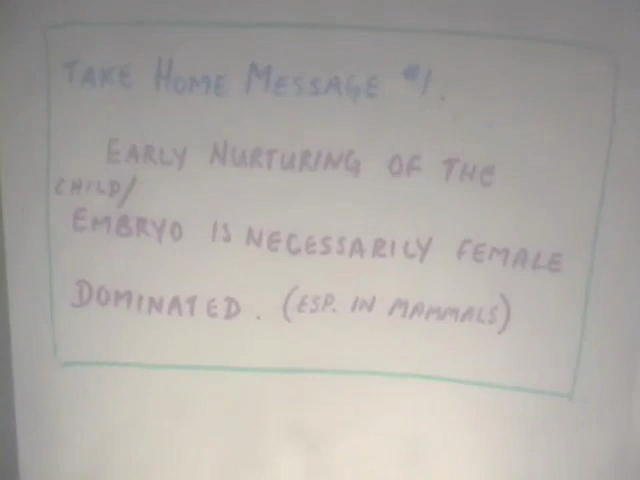 TAKE HOME MESSAGE #1.
EARLY NURTURING OF THE
CHILD/
EMBRYO IS NECESSARILY FEMALE
DOMINATED. (ESP. IN MAMMALS)